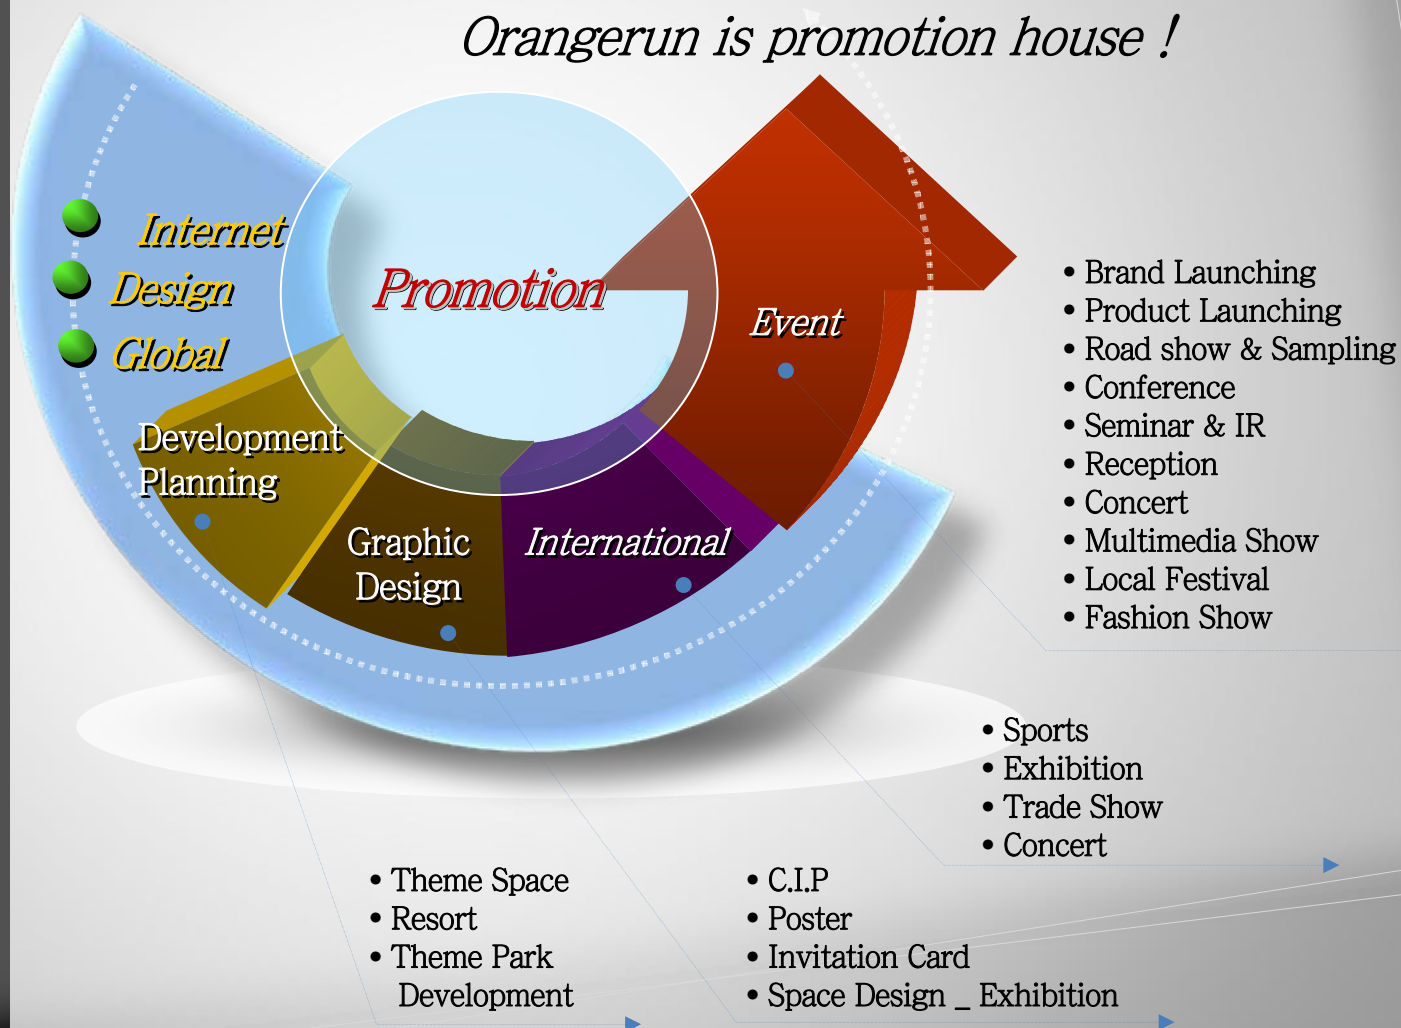 Orangerun is promotion house !
Internet
Design
Global
Promotion
Event
Development
Planning
Graphic
Design
International
• Brand Launching
• Product Launching
• Road show & Sampling
• Conference
• Seminar & IR
• Reception
• Concert
• Multimedia Show
• Local Festival
• Fashion Show
• Sports
• Exhibition
• Trade Show
• Concert
• Theme Space
• Resort
• Theme Park
Development
• C.I.P
• Poster
• Invitation Card
• Space Design _ Exhibition